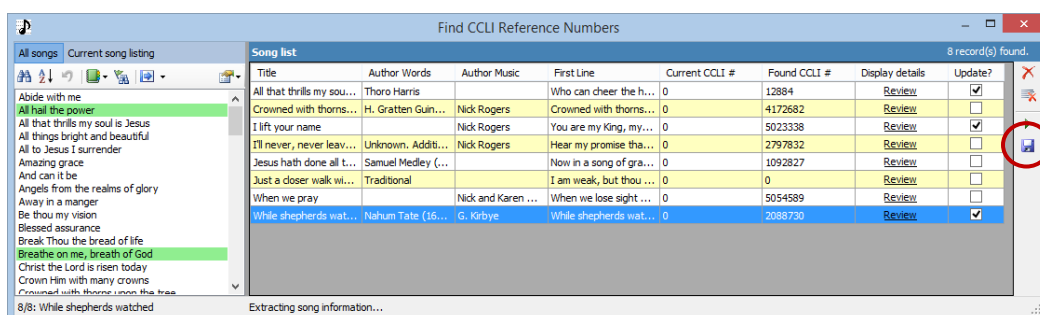 Find CCLI Reference Numbers
All songs Current song listing
Song list 8 record(s) found.
Title Author Words Author Music First Line Current CCLI # Found CCLI # Display details Update?
All that thrills my sou... Thoro Harris Who can cheer the h... 0 12884 Review
Crowned with thorns... H. Gratten Guin... Nick Rogers Crowned with thorns... 0 4172682 Review
I lift your name Nick Rogers You are my King, my... 0 5023338 Review
I'll never, never leav... Unknown. Additi... Nick Rogers Hear my promise tha... 0 2797832 Review
Jesus hath done all t... Samuel Medley (... Now in a song of gra... 0 1092827 Review
Just a closer walk wi... Traditional I am weak, but thou ... 0 0 Review
When we pray Nick and Karen ... When we lose sight ... 0 5054589 Review
While shepherds wat... Nahum Tate (16... G. Kirbye While shepherds wat... 0 2088730 Review
Abide with me
All hail the power
All that thrills my soul is Jesus
All things bright and beautiful
All to Jesus I surrender
Amazing grace
And can it be
Angels from the realms of glory
Away in a manger
Be thou my vision
Blessed assurance
Break Thou the bread of life
Breathe on me, breath of God
Christ the Lord is risen today
Crown Him with many crowns
Crowned with thorns upon the tree
8/8: While shepherds watched Extracting song information...